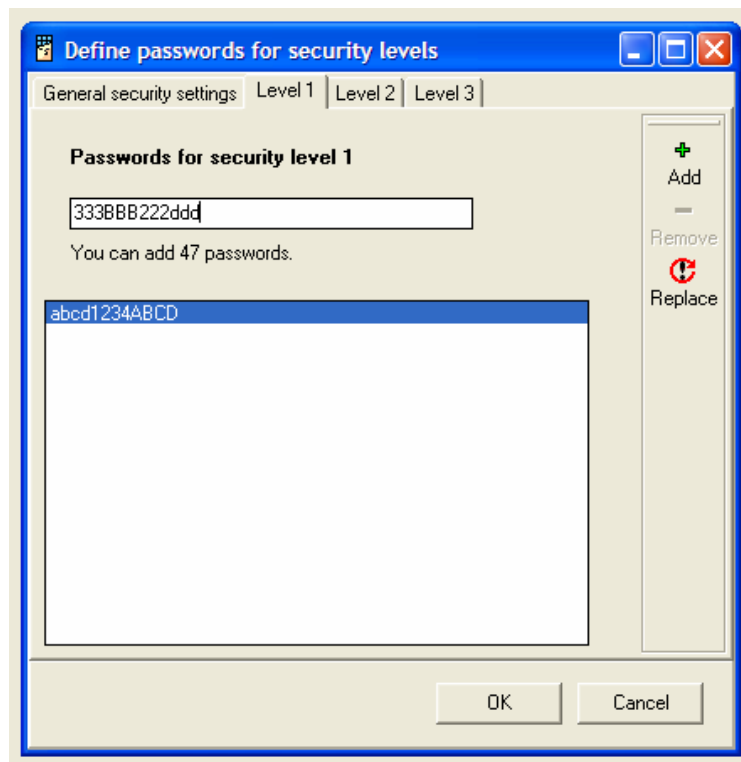 Define passwords for security levels
General security settings Level 1 Level 2 Level 3
Passwords for security level 1
333BBB222ddd
You can add 47 passwords.
abcd1234ABCD
Add
Remove
Replace
OK Cancel